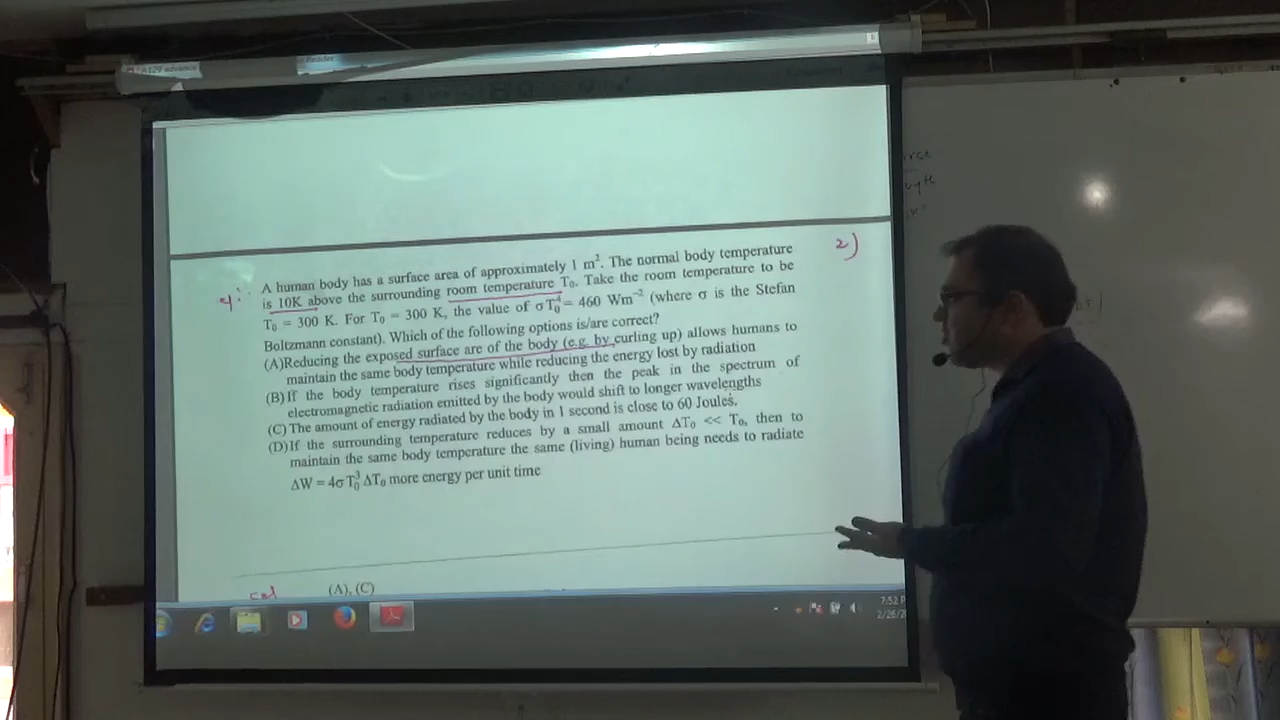 A129 advance
Reader
2)
4:
A human body has a surface area of approximately 1 m². The normal body temperature
is 10K above the surrounding room temperature T₀. Take the room temperature to be
T₀ = 300 K. For T₀ = 300 K, the value of σT₀⁴ = 460 Wm⁻² (where σ is the Stefan
Boltzmann constant). Which of the following options is/are correct?
(A)Reducing the exposed surface are of the body (e.g. by curling up) allows humans to
maintain the same body temperature while reducing the energy lost by radiation
(B)If the body temperature rises significantly then the peak in the spectrum of
electromagnetic radiation emitted by the body would shift to longer wavelengths
(C)The amount of energy radiated by the body in 1 second is close to 60 Joules.
(D)If the surrounding temperature reduces by a small amount ΔT₀ << T₀, then to
maintain the same body temperature the same (living) human being needs to radiate
ΔW = 4σT₀³ ΔT₀ more energy per unit time
(A), (C)
7:52 P